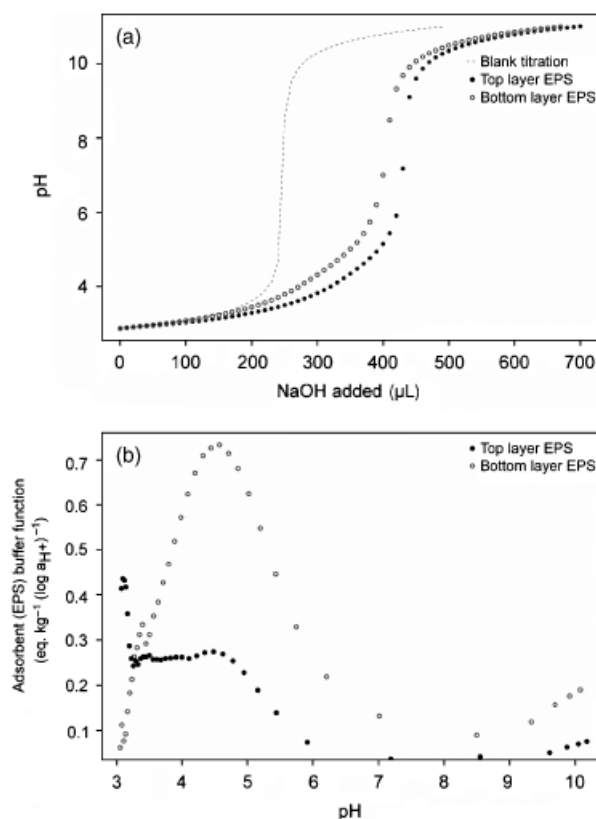 (a)
Blank titration
Top layer EPS
Bottom layer EPS
10
8
6
4
pH
0 100 200 300 400 500 600 700
NaOH added (µL)
(b)
Top layer EPS
Bottom layer EPS
0.7
0.6
0.5
0.4
0.3
0.2
0.1
Adsorbent (EPS) buffer function
(eq. kg⁻¹ (log aH+)⁻¹)
3 4 5 6 7 8 9 10
pH